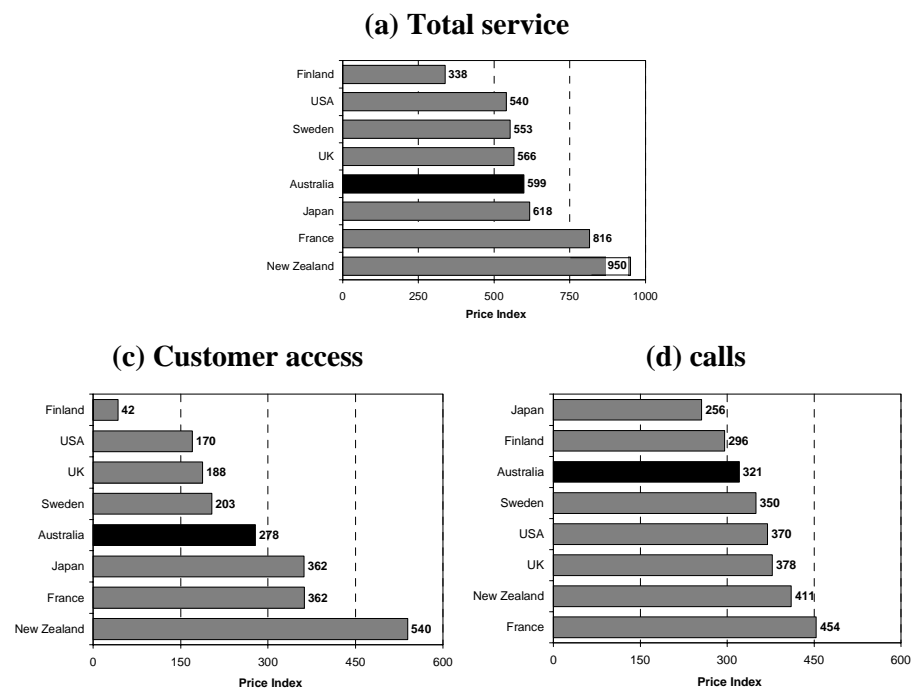 (a) Total service
Finland 338
USA 540
Sweden 553
UK 566
Australia 599
Japan 618
France 816
New Zealand 950
0 250 500 750 1000
Price Index
(c) Customer access
Finland 42
USA 170
UK 188
Sweden 203
Australia 278
Japan 362
France 362
New Zealand 540
0 150 300 450 600
Price Index
(d) calls
Japan 256
Finland 296
Australia 321
Sweden 350
USA 370
UK 378
New Zealand 411
France 454
0 150 300 450 600
Price Index